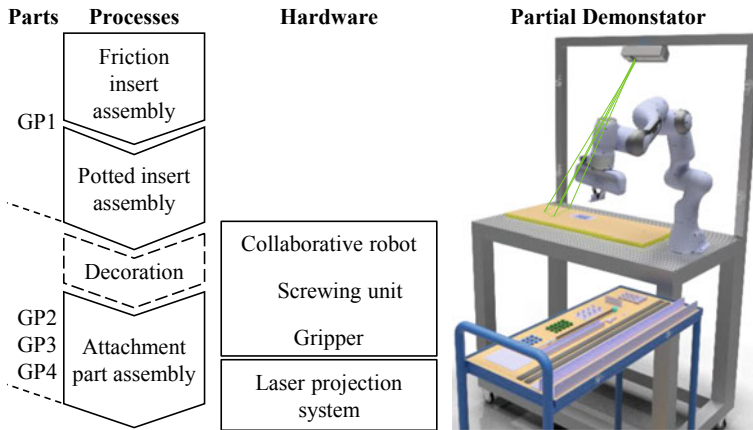 Parts
Processes
Hardware
Partial Demonstator
Friction
insert
assembly
GP1
Potted insert
assembly
Decoration
GP2
GP3
GP4
Attachment
part assembly
Collaborative robot
Screwing unit
Gripper
Laser projection
system